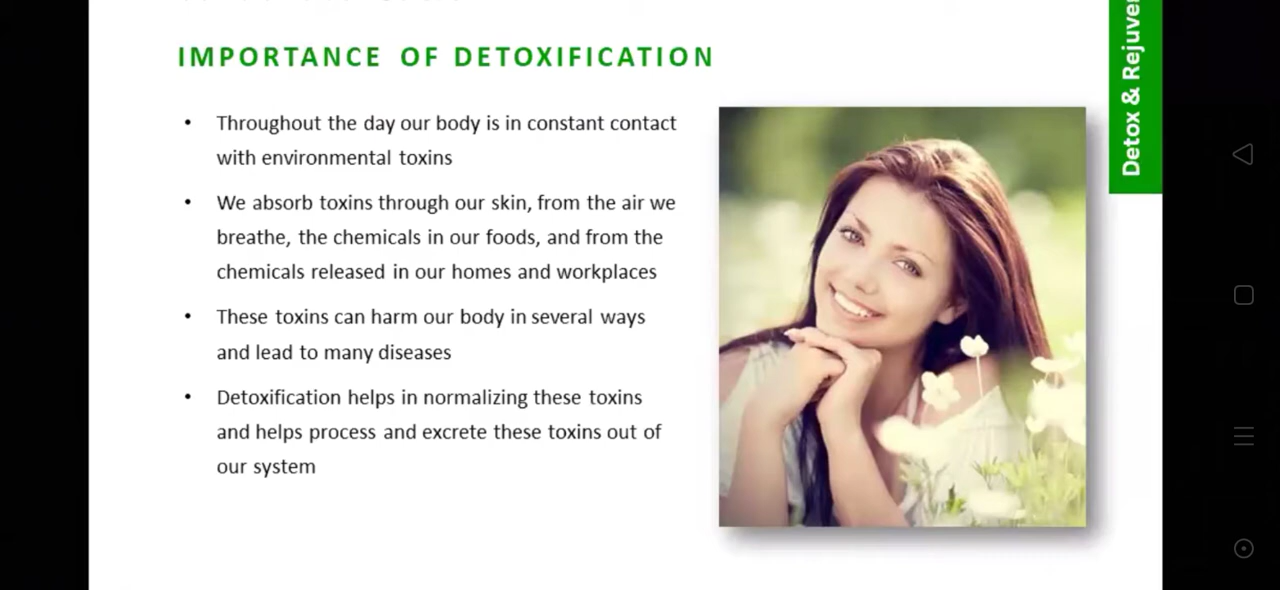 IMPORTANCE OF DETOXIFICATION
• Throughout the day our body is in constant contact
with environmental toxins
• We absorb toxins through our skin, from the air we
breathe, the chemicals in our foods, and from the
chemicals released in our homes and workplaces
• These toxins can harm our body in several ways
and lead to many diseases
• Detoxification helps in normalizing these toxins
and helps process and excrete these toxins out of
our system
Detox &